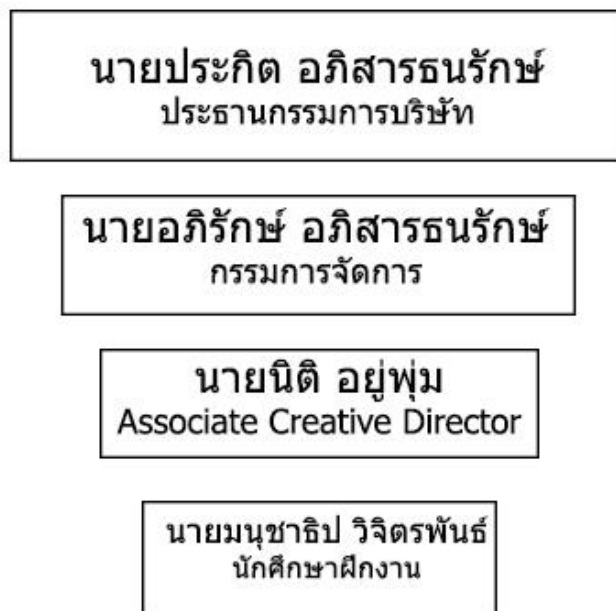 นายประกิต อภิสารธนรักษ์
ประธานกรรมการบริษัท
นายอภิรักษ์ อภิสารธนรักษ์
กรรมการจัดการ
นายนิติ อยู่พุ่ม
Associate Creative Director
นายมนุชาธิป วิจิตรพันธ์
นักศึกษาฝึกงาน